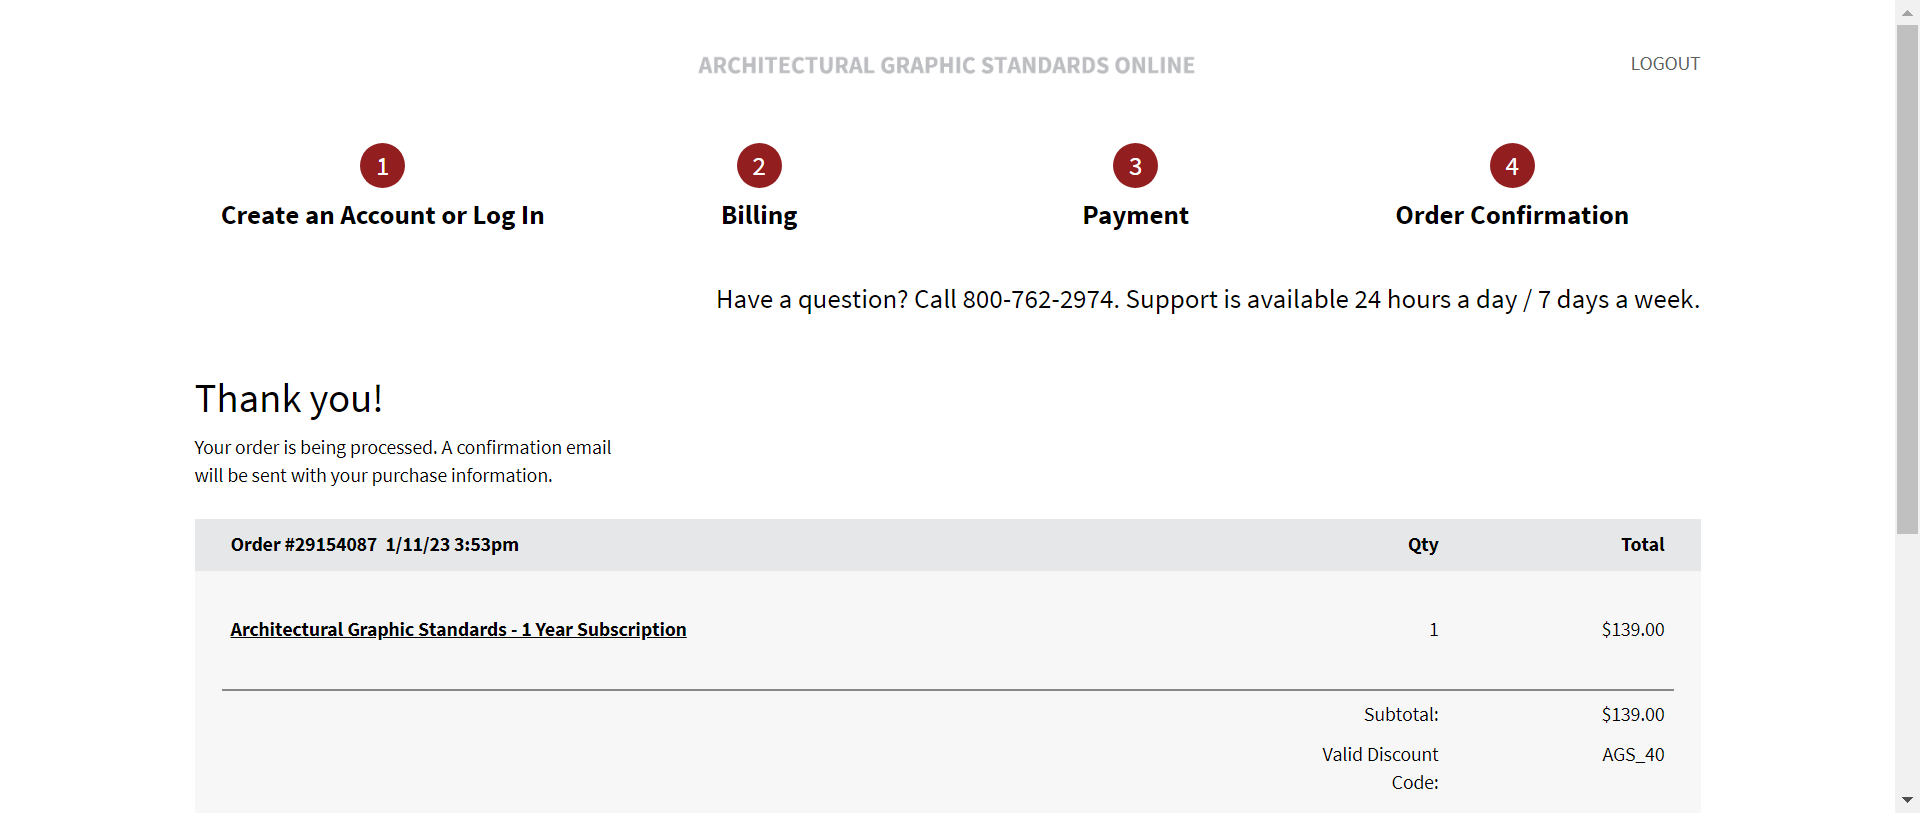 ARCHITECTURAL GRAPHIC STANDARDS ONLINE
LOGOUT
1
Create an Account or Log In
2
Billing
3
Payment
4
Order Confirmation
Have a question? Call 800-762-2974. Support is available 24 hours a day / 7 days a week.
Thank you!
Your order is being processed. A confirmation email
will be sent with your purchase information.
Order #29154087 1/11/23 3:53pm Qty Total
Architectural Graphic Standards - 1 Year Subscription 1 $139.00
Subtotal: $139.00
Valid Discount AGS_40
Code: